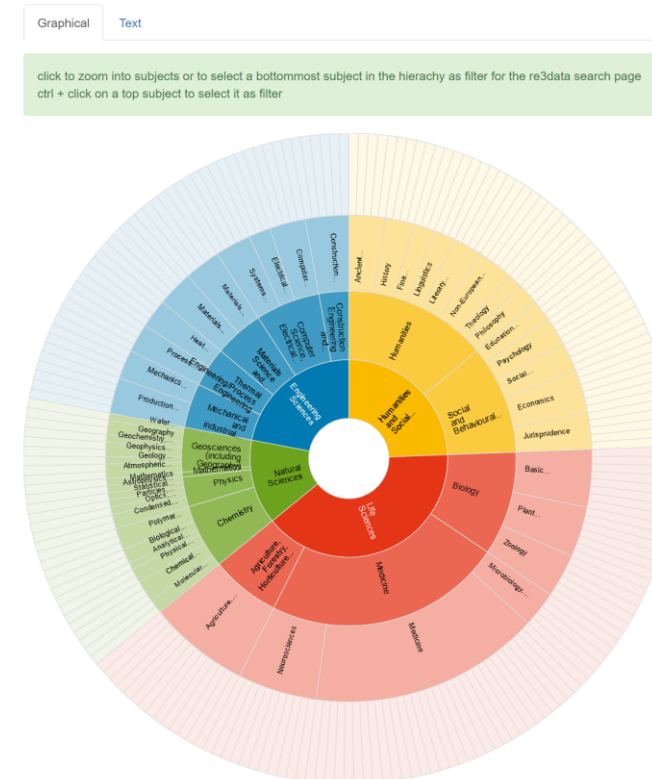 Graphical
Text
click to zoom into subjects or to select a bottommost subject in the hierachy as filter for the re3data search page
ctrl + click on a top subject to select it as filter
Humanities
and
Social...
Humanities
Ancient...
History
Fine...
Linguistics
Literary...
Non-European...
Theology
Philosophy
Social
and
Behavioural...
Education...
Psychology
Social...
Economics
Jurisprudence
Life
Sciences
Biology
Basic...
Plant...
Zoology
Medicine
Microbiology...
Medicine
Neurosciences
Agriculture,
Forestry,
Horticulture...
Agriculture,...
Natural
Sciences
Chemistry
Molecular...
Chemical...
Physical...
Analytical...
Biological...
Polymer...
Physics
Condensed...
Optics,...
Particles...
Statistical
Astrophysics
Mathematics
Mathematics
Geosciences
(including
Geography)
Atmospheric...
Geology...
Geophysics
Geochemistry...
Geography
Water
Engineering
Sciences
Mechanical
and
industrial
Production...
Mechanics...
Thermal
Engineering/Process
Engineering
Process
Heat...
Materials
Science
and...
Materials...
Materials...
Computer
Science,
Electrical
Systems...
Electrical...
Computer...
Construction
Engineering
and...
Construction...